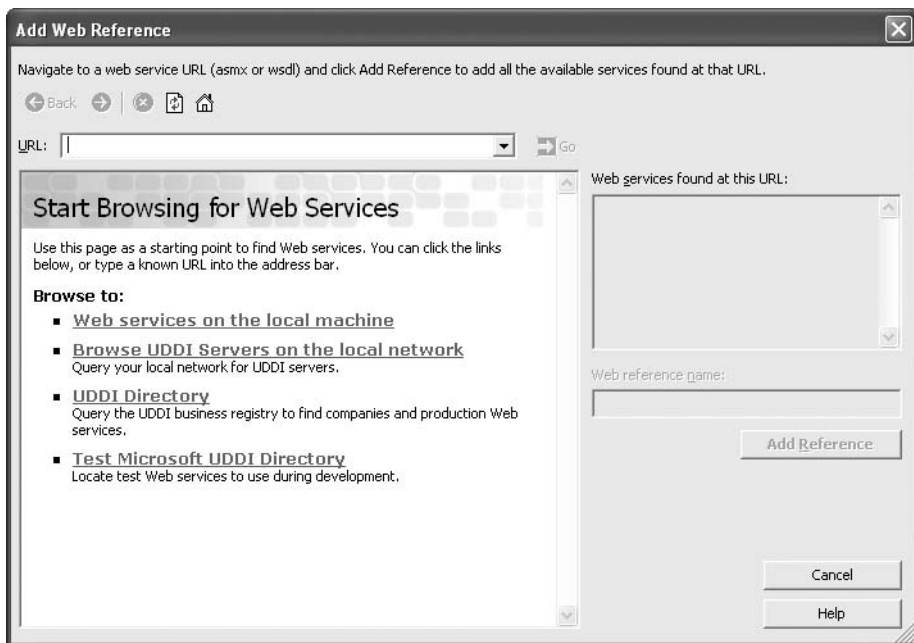 Add Web Reference
Navigate to a web service URL (asmx or wsdl) and click Add Reference to add all the available services found at that URL.
Back
URL:
Go
Start Browsing for Web Services
Use this page as a starting point to find Web services. You can click the links
below, or type a known URL into the address bar.
Browse to:
Web services on the local machine
Browse UDDI Servers on the local network
Query your local network for UDDI servers.
UDDI Directory
Query the UDDI business registry to find companies and production Web
services.
Test Microsoft UDDI Directory
Locate test Web services to use during development.
Web services found at this URL:
Web reference name:
Add Reference
Cancel
Help